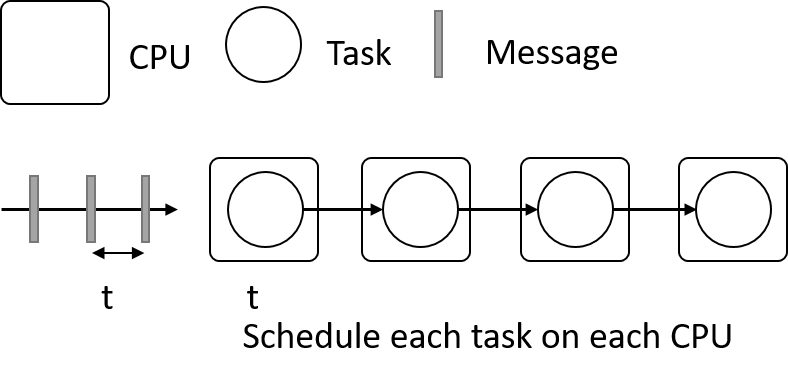 CPU Task Message
t t
Schedule each task on each CPU